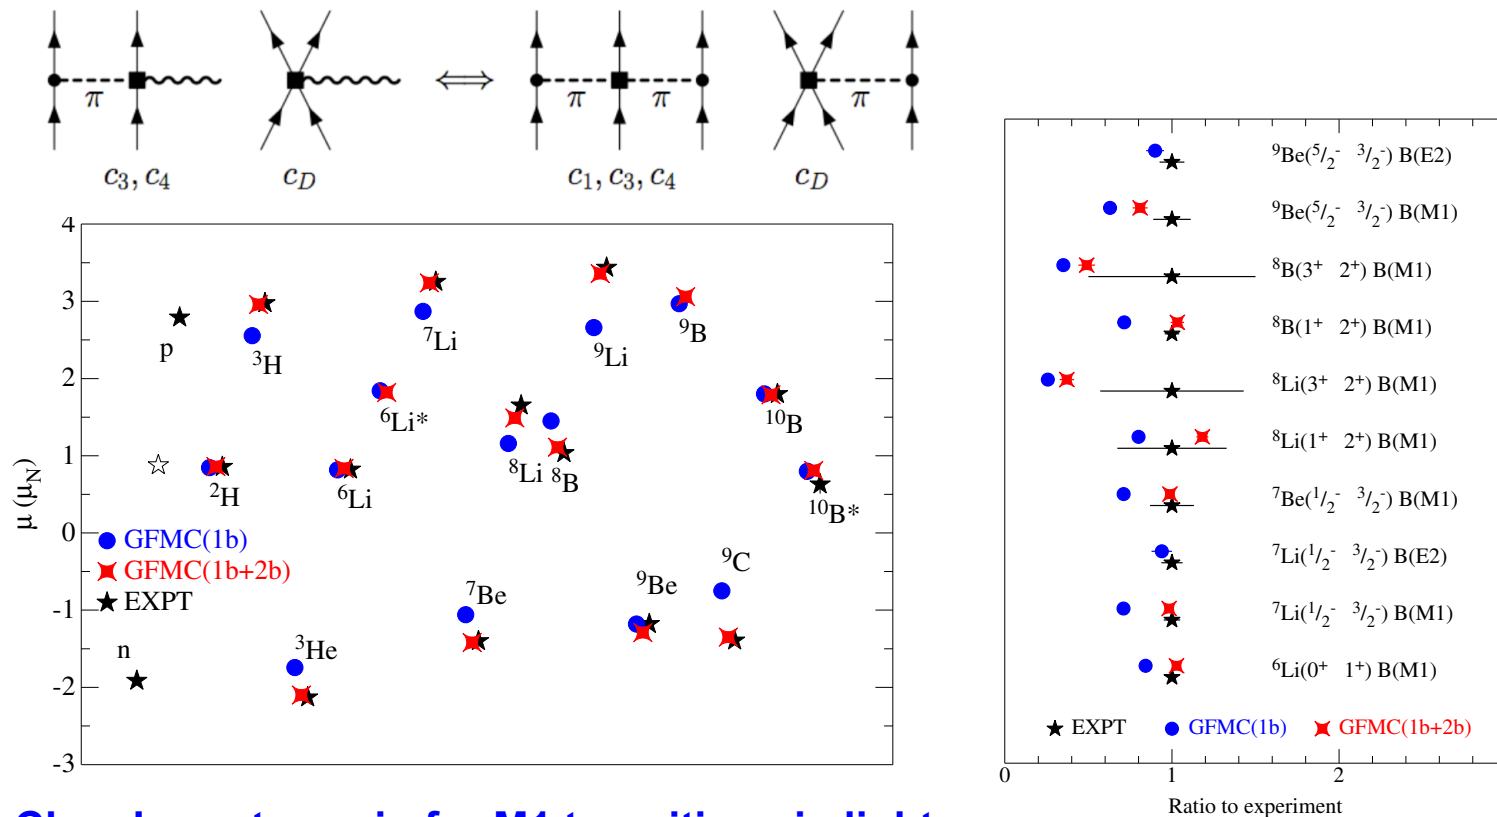 π
π
π
π
c₃, c₄
c_D
c₁, c₃, c₄
c_D
4
3
2
1
0
-1
-2
-3
μ (μ_N)
p
n
²H
³H
³He
⁶Li
⁶Li*
⁷Li
⁷Be
⁸Li
⁸B
⁹Li
⁹Be
⁹B
⁹C
¹⁰B
¹⁰B*
GFMC(1b)
GFMC(1b+2b)
EXPT
⁹Be(⁵/₂⁻ ³/₂⁻) B(E2)
⁹Be(⁵/₂⁻ ³/₂⁻) B(M1)
⁸B(3⁺ 2⁺) B(M1)
⁸B(1⁺ 2⁺) B(M1)
⁸Li(3⁺ 2⁺) B(M1)
⁸Li(1⁺ 2⁺) B(M1)
⁷Be(¹/₂⁻ ³/₂⁻) B(M1)
⁷Li(¹/₂⁻ ³/₂⁻) B(E2)
⁷Li(¹/₂⁻ ³/₂⁻) B(M1)
⁶Li(0⁺ 1⁺) B(M1)
EXPT GFMC(1b) GFMC(1b+2b)
0 1 2
Ratio to experiment